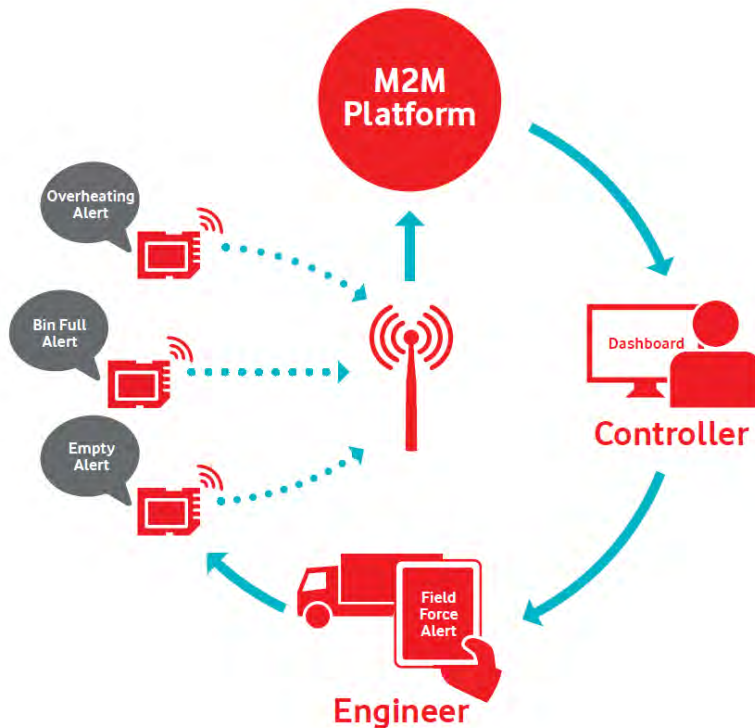 M2M
Platform
Overheating
Alert
Bin Full
Alert
Dashboard
Controller
Empty
Alert
Field
Force
Alert
Engineer